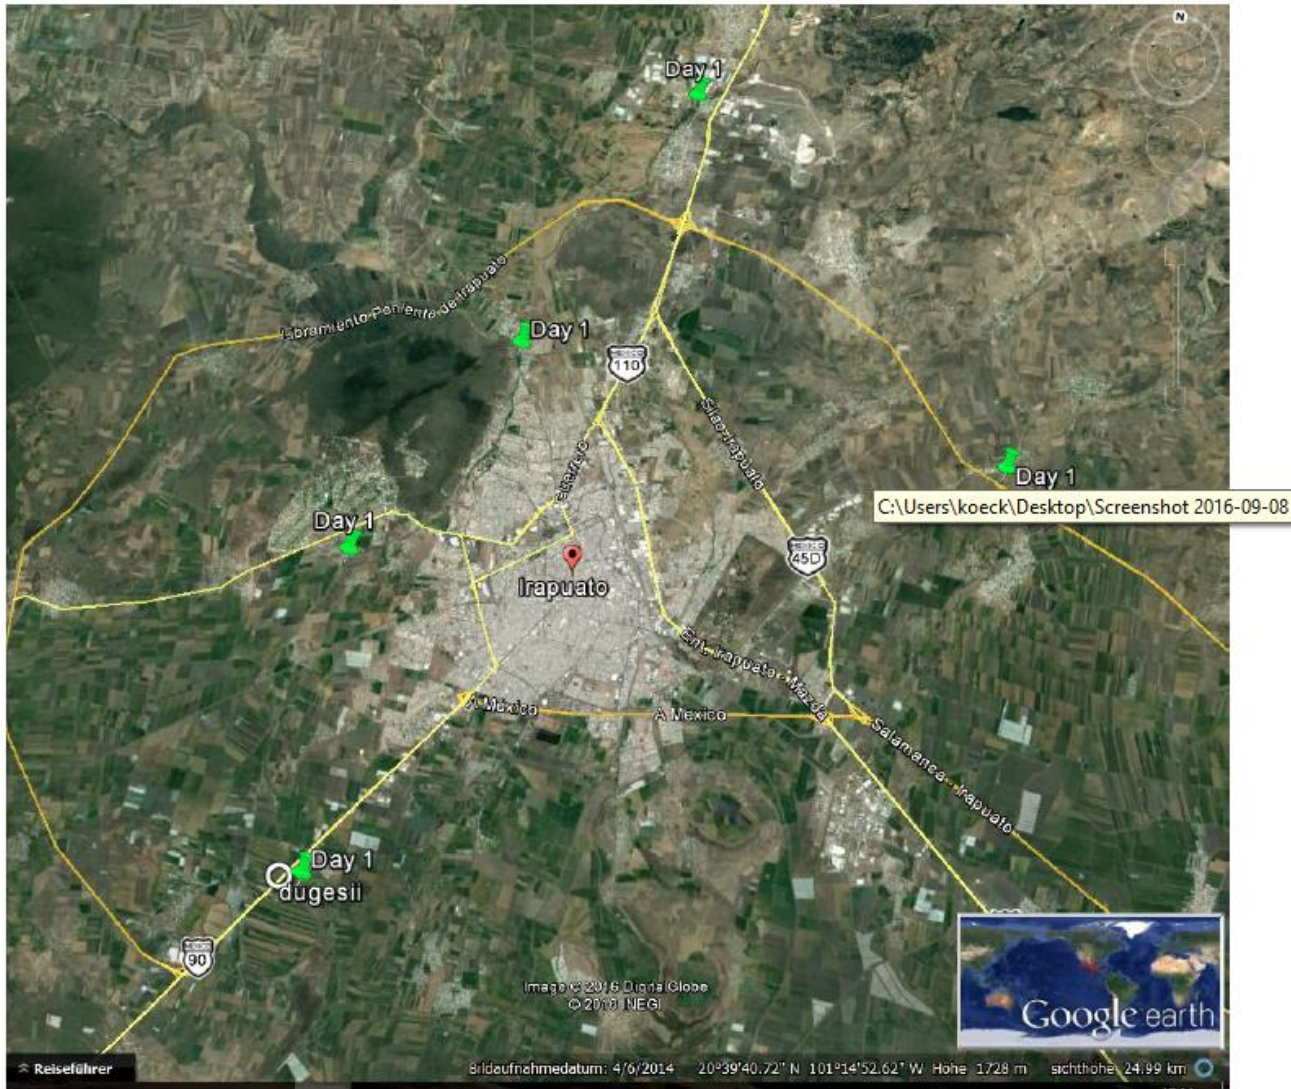 N
Day 1
Libramiento Poniente de Irapuato
Day 1
MEXICO
110
Silao-Irapuato
Day 1
C:\Users\koeck\Desktop\Screenshot 2016-09-08
Day 1
MEXICO
45D
Irapuato
Ent. Irapuato - Mazda
A Mexico
A Mexico
Salamanca - Irapuato
Day 1
dugesii
MEXICO
90
Image © 2016 DigitalGlobe
© 2016 INEGI
Google earth
Reiseführer
Bildaufnahmedatum: 4/6/2014 20°39'40.72" N 101°14'52.62" W Höhe 1728 m sichthöhe 24.99 km